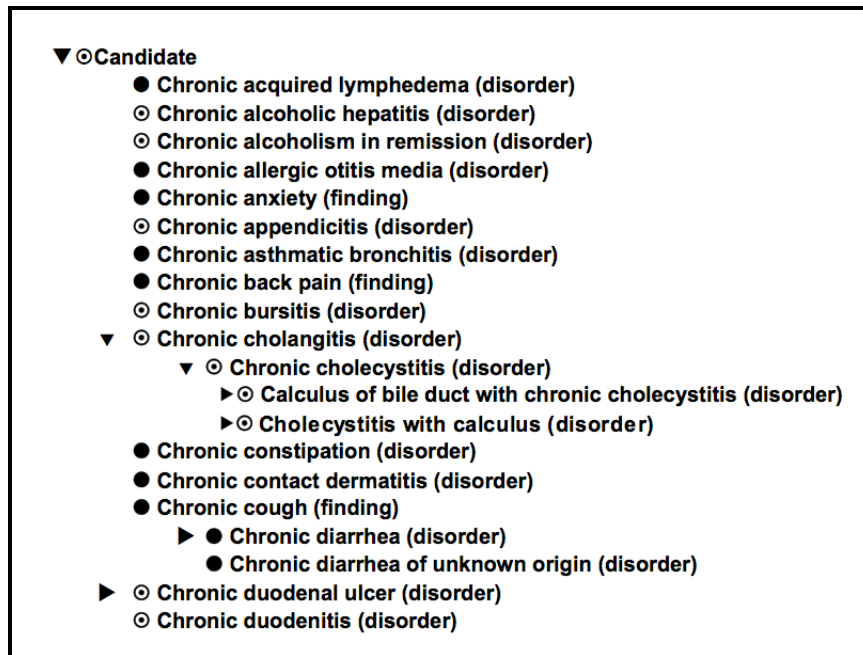 Candidate
Chronic acquired lymphedema (disorder)
Chronic alcoholic hepatitis (disorder)
Chronic alcoholism in remission (disorder)
Chronic allergic otitis media (disorder)
Chronic anxiety (finding)
Chronic appendicitis (disorder)
Chronic asthmatic bronchitis (disorder)
Chronic back pain (finding)
Chronic bursitis (disorder)
Chronic cholangitis (disorder)
Chronic cholecystitis (disorder)
Calculus of bile duct with chronic cholecystitis (disorder)
Cholecystitis with calculus (disorder)
Chronic constipation (disorder)
Chronic contact dermatitis (disorder)
Chronic cough (finding)
Chronic diarrhea (disorder)
Chronic diarrhea of unknown origin (disorder)
Chronic duodenal ulcer (disorder)
Chronic duodenitis (disorder)